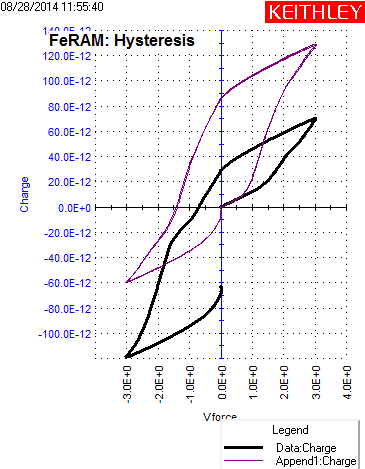 08/28/2014 11:55:40
KEITHLEY
FeRAM: Hysteresis
140.0E-12
120.0E-12
100.0E-12
80.0E-12
60.0E-12
40.0E-12
20.0E-12
0.0E+0
-20.0E-12
-40.0E-12
-60.0E-12
-80.0E-12
-100.0E-12
Charge
-3.0E+0
-2.0E+0
-1.0E+0
0.0E+0
1.0E+0
2.0E+0
3.0E+0
4.0E+0
Vforce
Legend
Data:Charge
Append1:Charge